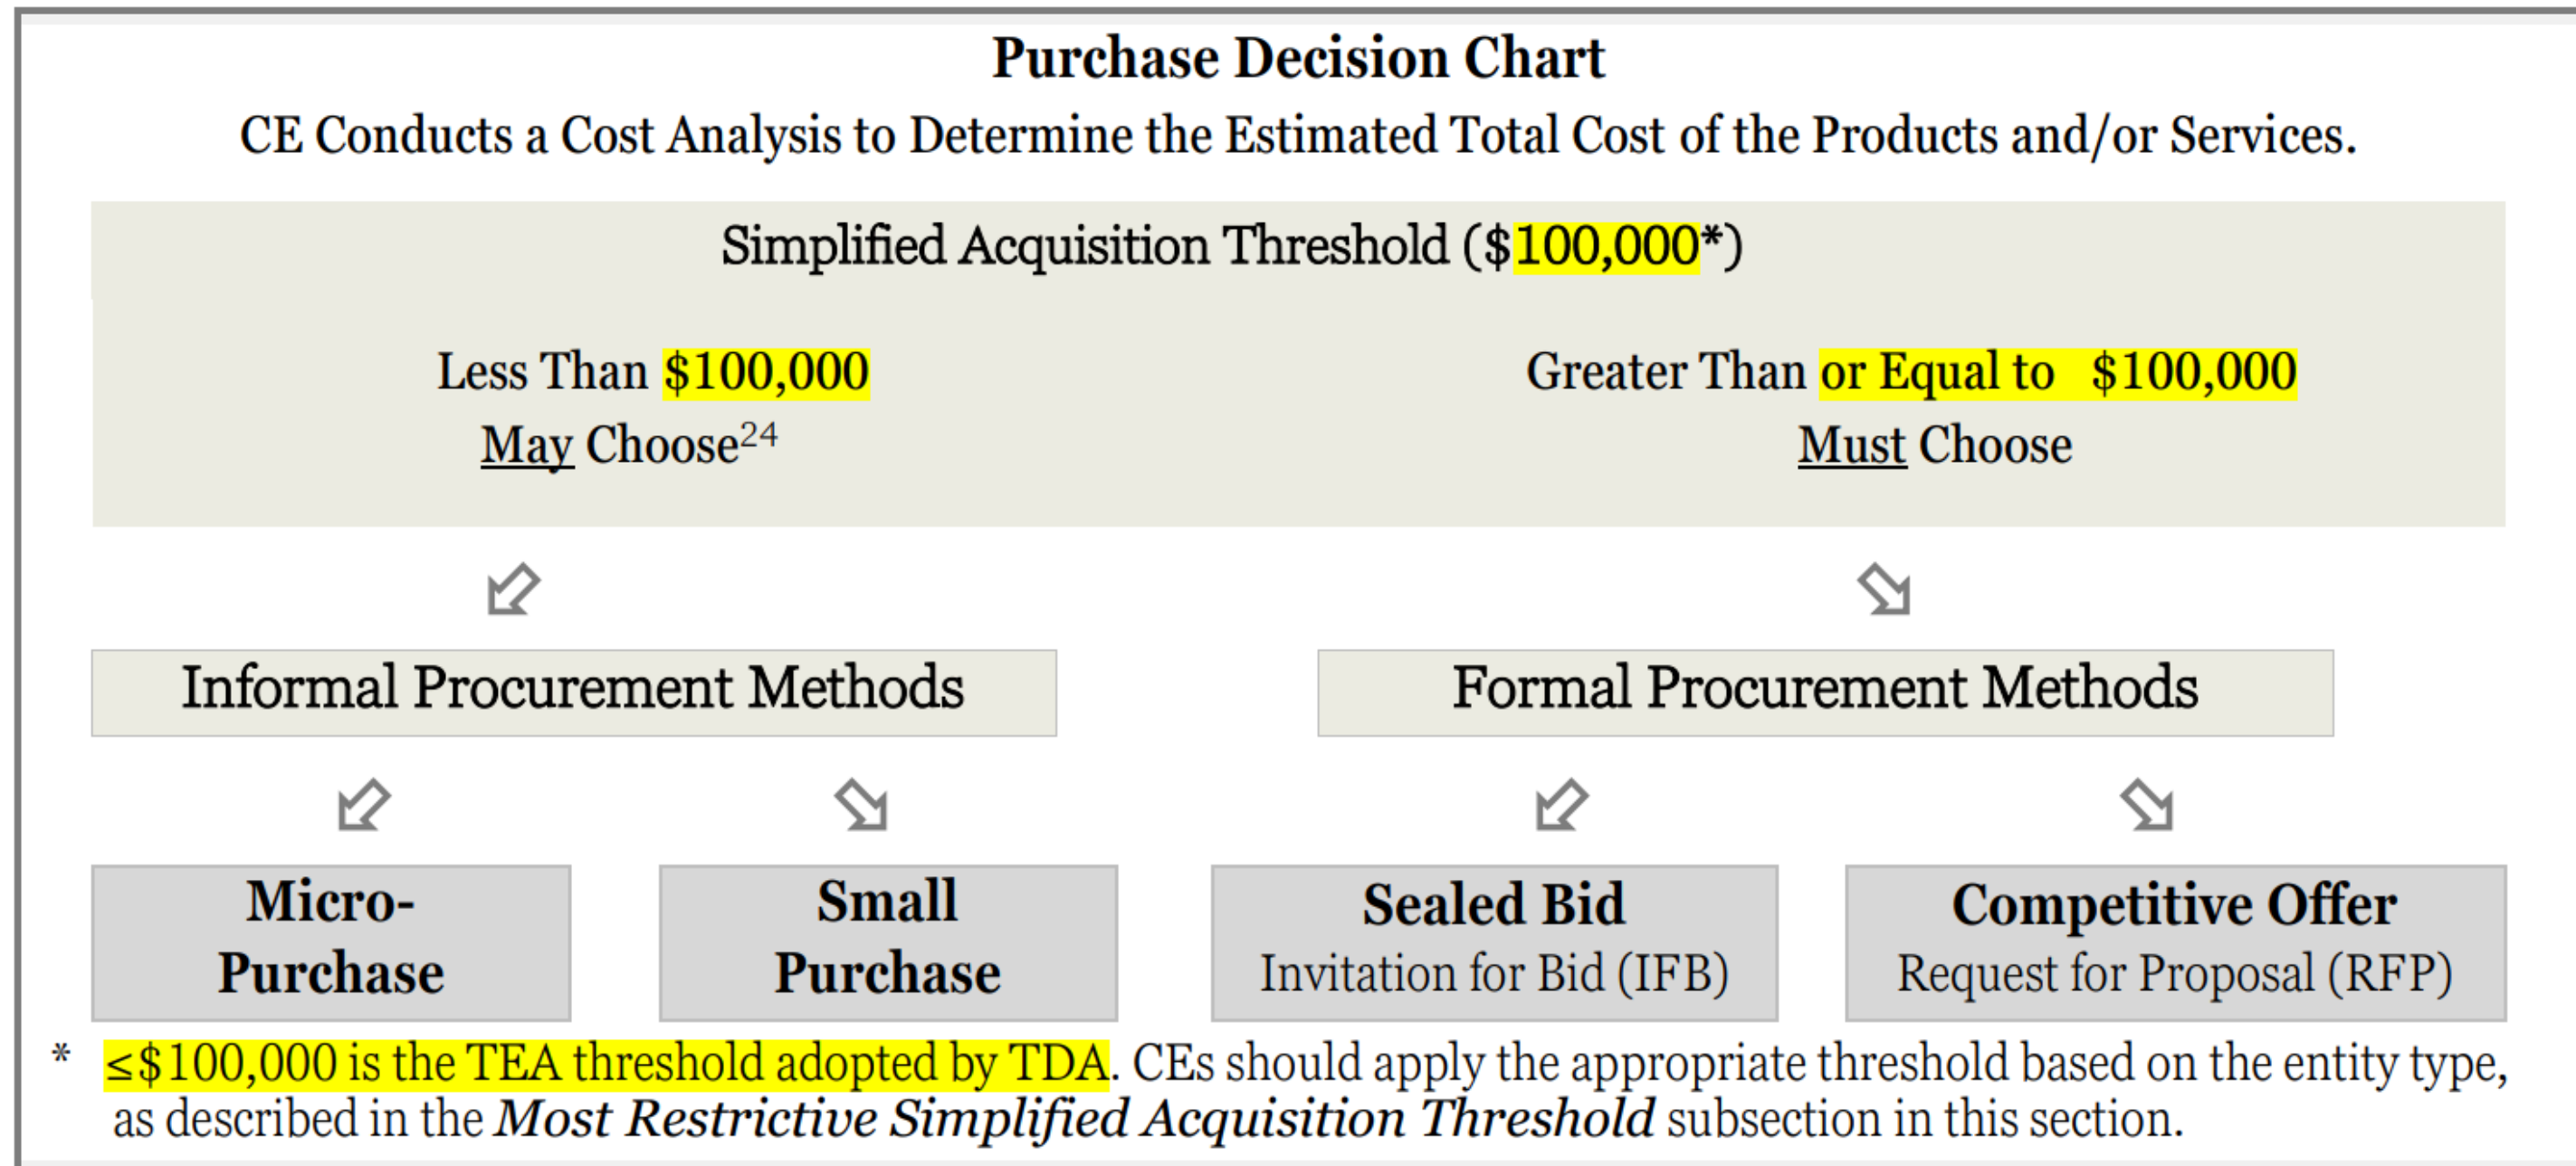 Purchase Decision Chart
CE Conducts a Cost Analysis to Determine the Estimated Total Cost of the Products and/or Services.
Simplified Acquisition Threshold ($100,000*)
Less Than $100,000
May Choose24
Greater Than or Equal to $100,000
Must Choose
Informal Procurement Methods
Formal Procurement Methods
Micro-
Purchase
Small
Purchase
Sealed Bid
Invitation for Bid (IFB)
Competitive Offer
Request for Proposal (RFP)
* ≤$100,000 is the TEA threshold adopted by TDA. CEs should apply the appropriate threshold based on the entity type,
as described in the Most Restrictive Simplified Acquisition Threshold subsection in this section.